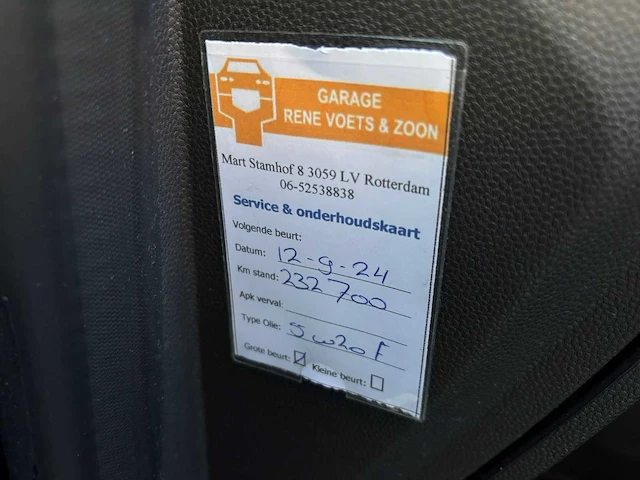 GARAGE
RENE VOETS & ZOON
Mart Stamhof 8 3059 LV Rotterdam
06-52538838
Service & onderhoudskaart
Volgende beurt:
Datum: 12-9-24
Km stand: 232700
Apk verval:
Type Olie: 5w20 F
Grote beurt: Kleine beurt: